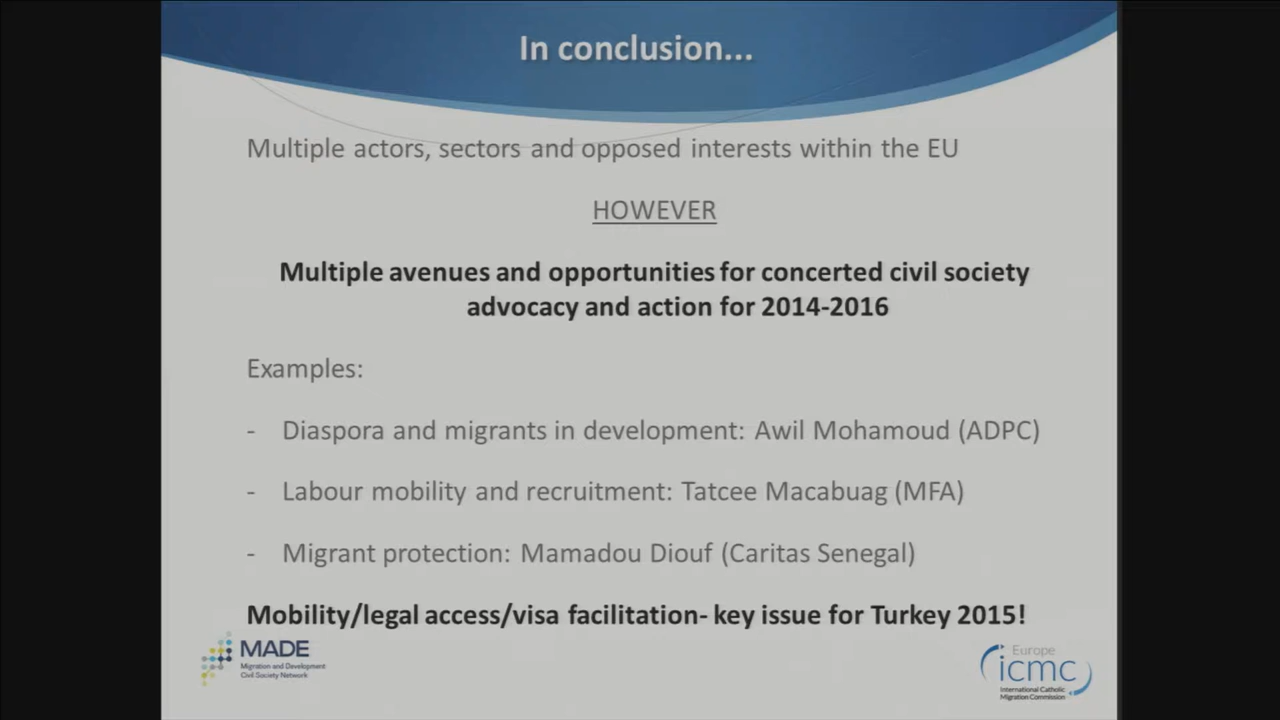 In conclusion...
Multiple actors, sectors and opposed interests within the EU
HOWEVER
Multiple avenues and opportunities for concerted civil society
advocacy and action for 2014-2016
Examples:
- Diaspora and migrants in development: Awil Mohamoud (ADPC)
- Labour mobility and recruitment: Tatcee Macabuag (MFA)
- Migrant protection: Mamadou Diouf (Caritas Senegal)
Mobility/legal access/visa facilitation- key issue for Turkey 2015!
MADE
Migration and Development
Civil Society Network
Europe
icmc
International Catholic
Migration Commission